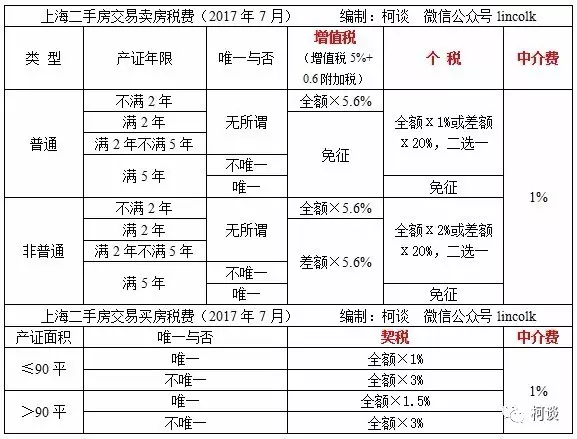 上海二手房交易卖房税费（2017年7月） 编制：柯谈 微信公众号 lincolk
类 型 产证年限 唯一与否 增值税 （增值税 5%+ 0.6 附加税） 个 税 中介费
普通
不满 2 年 无所谓 全额×5.6% 全额 X 1%或差额 X 20%，二选一 1%
满 2 年 免征
满 2 年不满 5 年
满 5 年 不唯一
唯一 免征
非普通
不满 2 年 无所谓 全额×5.6% 全额 X 2%或差额 X 20%，二选一
满 2 年 差额×5.6%
满 2 年不满 5 年
满 5 年 不唯一
唯一 免征
上海二手房交易买房税费（2017年7月） 编制：柯谈 微信公众号 lincolk
产证面积 唯一与否 契税 中介费
≤90 平 唯一 全额×1% 1%
不唯一 全额×3%
>90 平 唯一 全额×1.5%
不唯一 全额×3%
柯谈